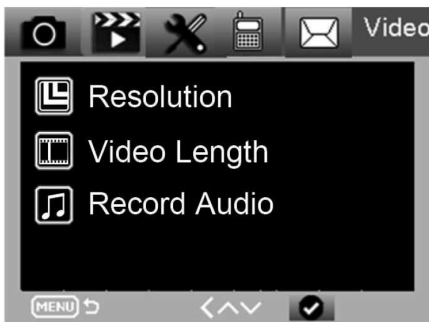 Video
Resolution
Video Length
Record Audio
MENU